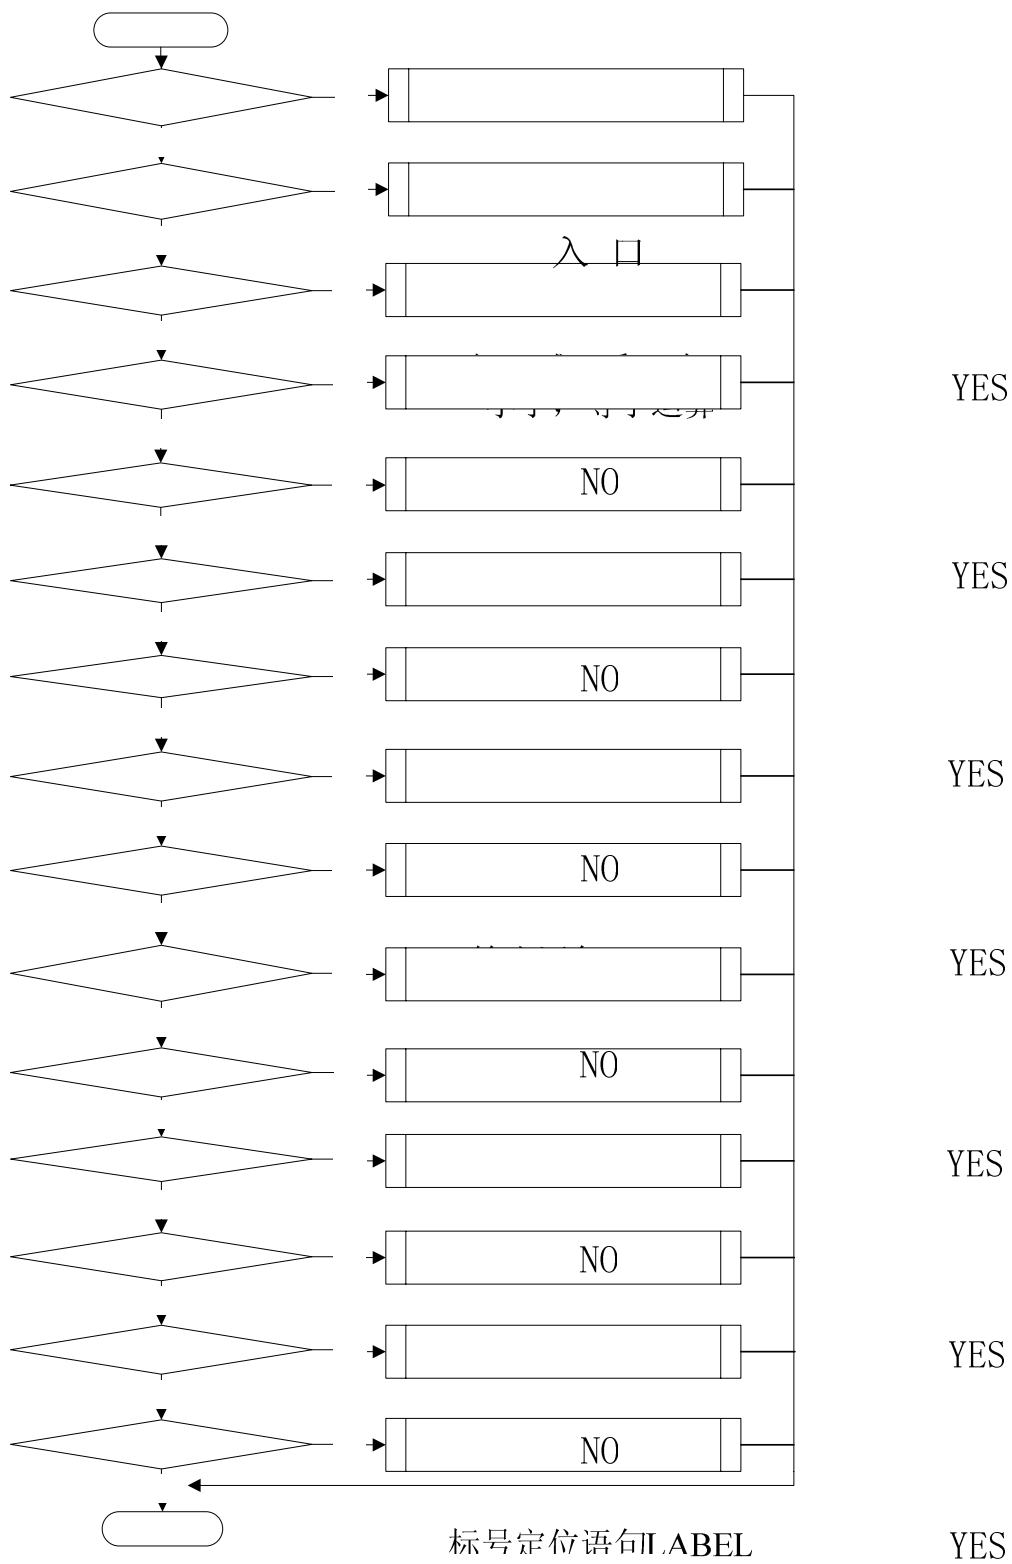 入 口
YES
NO
YES
NO
YES
NO
YES
NO
YES
NO
YES
NO
标号定位语句LABEL
YES